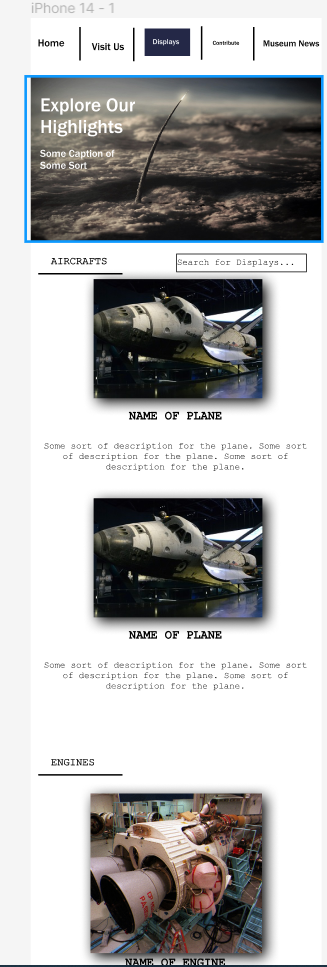 iPhone 14 - 1
Home
Visit Us
Displays
Contribute
Museum News
Explore Our
Highlights
Some Caption of
Some Sort
AIRCRAFTS
Search for Displays...
NAME OF PLANE
Some sort of description for the plane. Some sort
of description for the plane. Some sort of
description for the plane.
NAME OF PLANE
Some sort of description for the plane. Some sort
of description for the plane. Some sort of
description for the plane.
ENGINES
NAME OF ENGINE